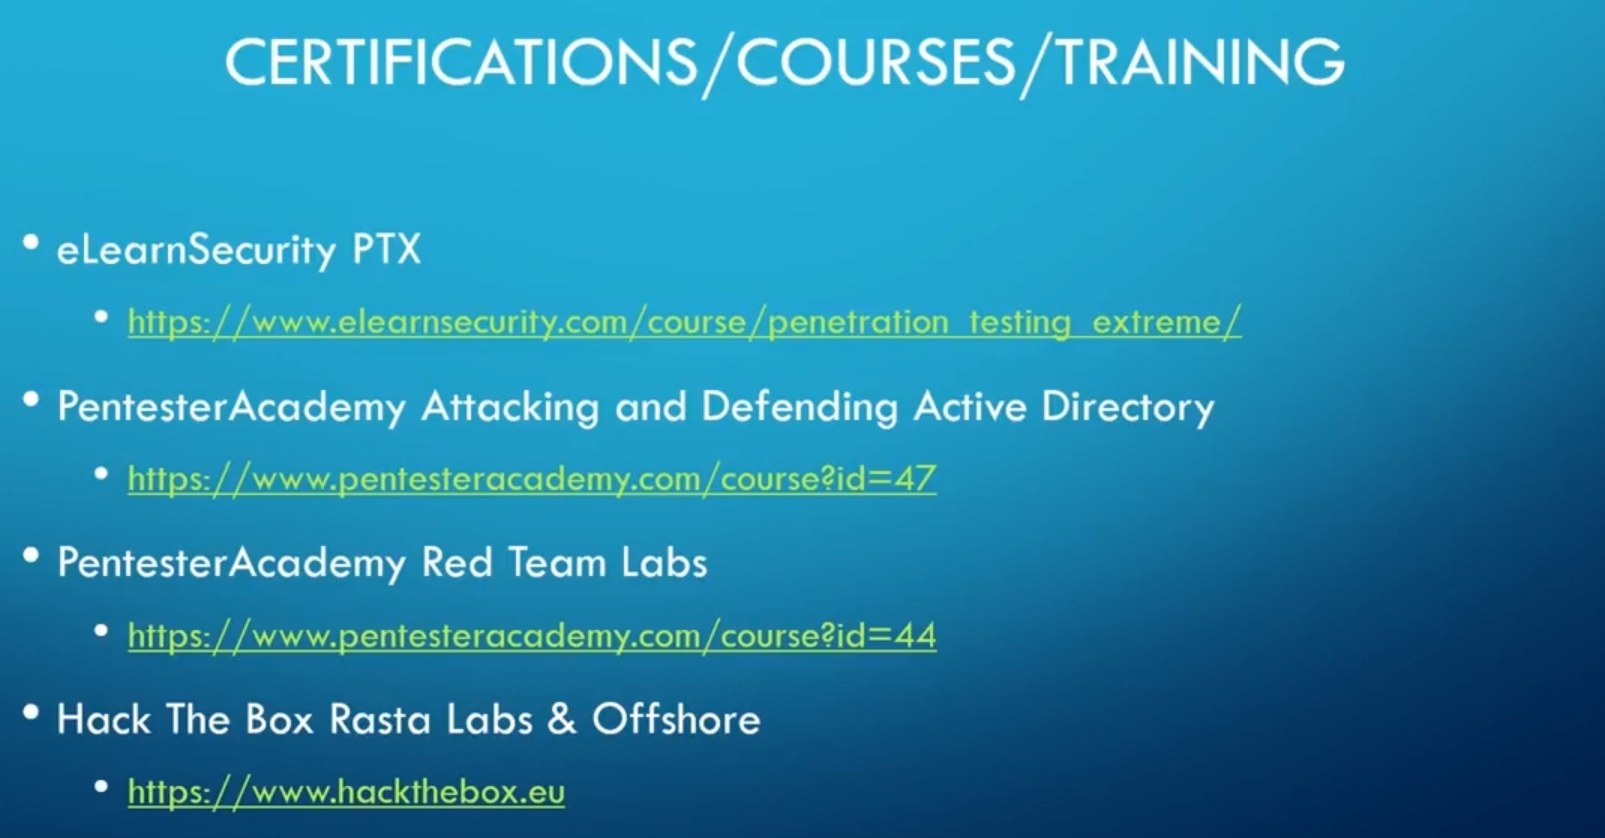 CERTIFICATIONS/COURSES/TRAINING
• eLearnSecurity PTX
• https://www.elearnsecurity.com/course/penetration_testing_extreme/
• PentesterAcademy Attacking and Defending Active Directory
• https://www.pentesteracademy.com/course?id=47
• PentesterAcademy Red Team Labs
• https://www.pentesteracademy.com/course?id=44
• Hack The Box Rasta Labs & Offshore
• https://www.hackthebox.eu